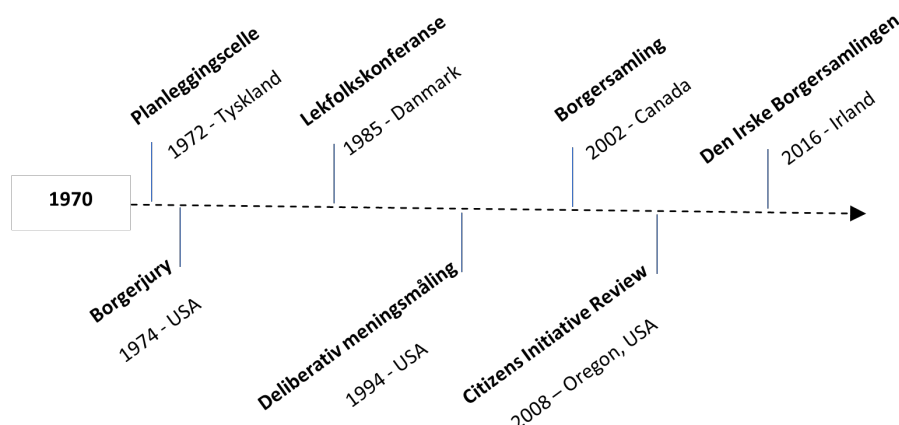 1970
Planleggingscelle
1972 - Tyskland
Borgerjury
1974 - USA
Lekfolkskonferanse
1985 - Danmark
Deliberativ meningsmåling
1994 - USA
Borgersamling
2002 - Canada
Citizens Initiative Review
2008 – Oregon, USA
Den Irske Borgersamlingen
2016 - Irland